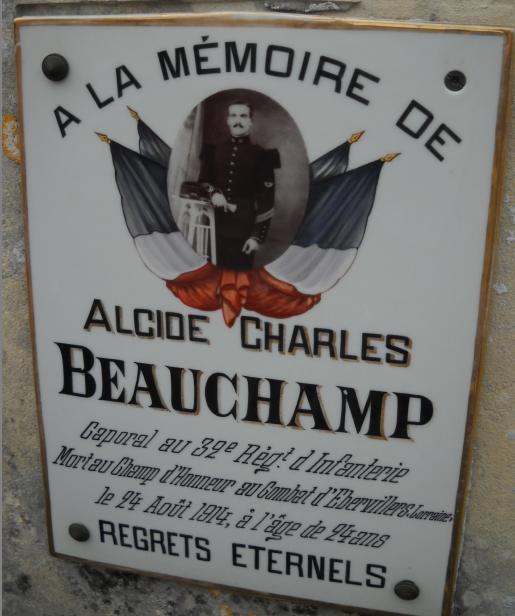 A LA MÉMOIRE DE
ALCIDE CHARLES
BEAUCHAMP
Caporal au 32e Régt. d'Infanterie
Mort au Champ d'Honneur au Combat d'Ebervillers (Lorraine)
le 24 Août 1914, à l'âge de 24 ans
REGRETS ETERNELS